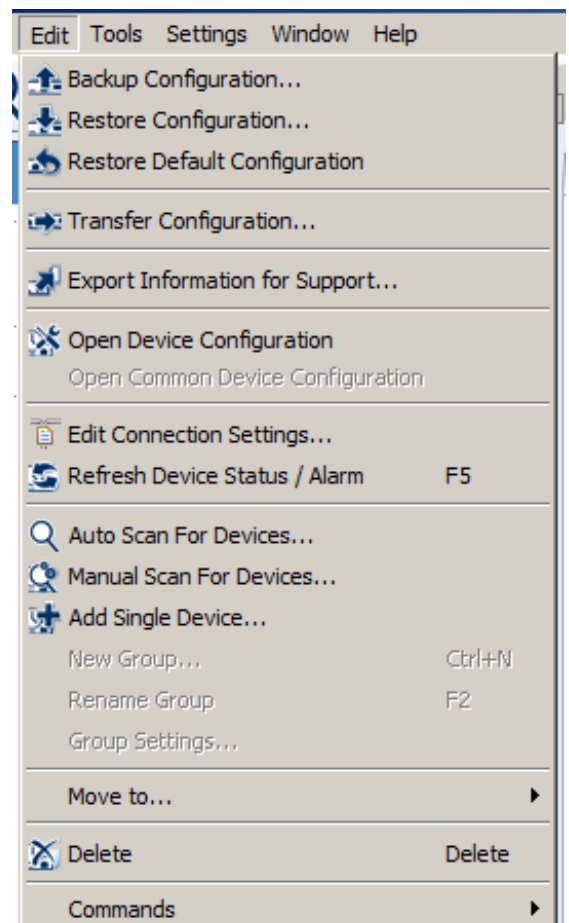 Edit Tools Settings Window Help
Backup Configuration...
Restore Configuration...
Restore Default Configuration
Transfer Configuration...
Export Information for Support...
Open Device Configuration
Open Common Device Configuration
Edit Connection Settings...
Refresh Device Status / Alarm F5
Auto Scan For Devices...
Manual Scan For Devices...
Add Single Device...
New Group... Ctrl+N
Rename Group F2
Group Settings...
Move to...
Delete Delete
Commands